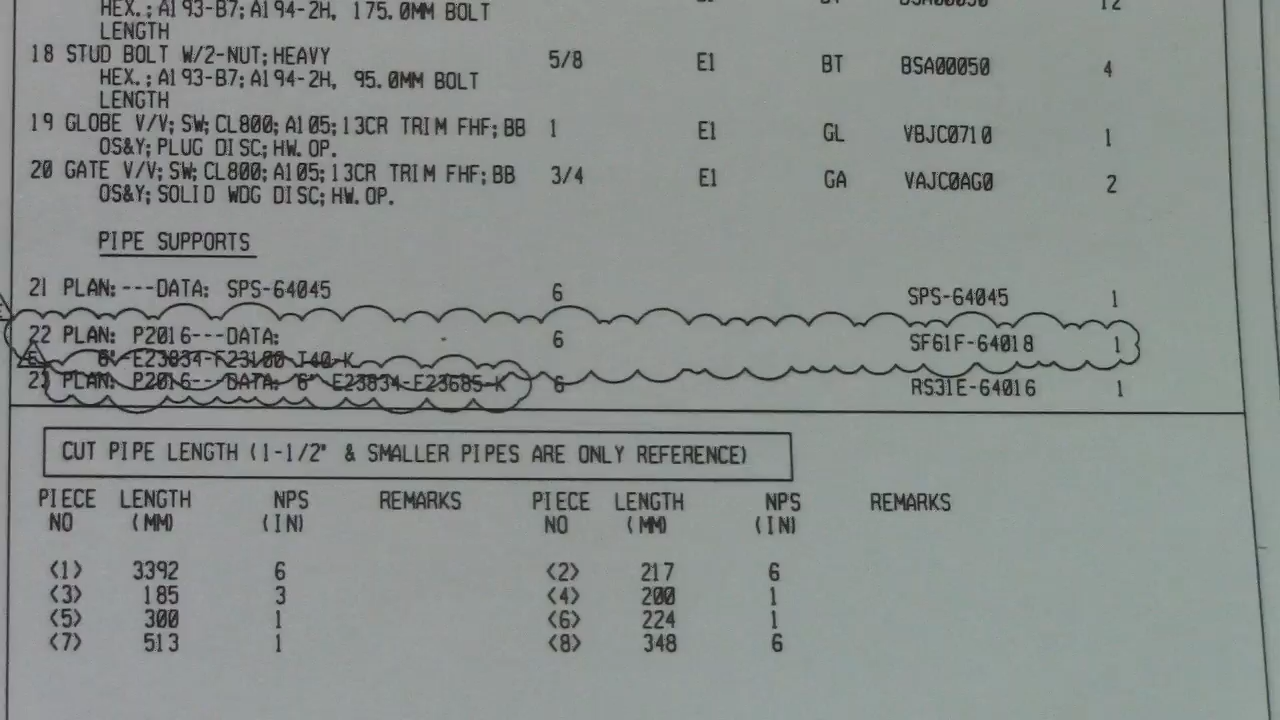 HEX.; A193-B7; A194-2H, 175.0MM BOLT 12
LENGTH
18 STUD BOLT W/2-NUT; HEAVY 5/8 E1 BT BSA00050 4
HEX.; A193-B7; A194-2H, 95.0MM BOLT
LENGTH
19 GLOBE V/V; SW; CL800; A105; 13CR TRIM FHF; BB 1 E1 GL VBJC0710 1
OS&Y; PLUG DISC; HW.OP.
20 GATE V/V; SW; CL800; A105; 13CR TRIM FHF; BB 3/4 E1 GA VAJC0AG0 2
OS&Y; SOLID WDG DISC; HW.OP.
PIPE SUPPORTS
21 PLAN: ---DATA: SPS-64045 6 SPS-64045 1
22 PLAN: P2016---DATA: 6 SF61F-64018 1
23 PLAN: P2016---DATA: 6" E23834-F23685-K 6 RS31E-64016 1
CUT PIPE LENGTH (1-1/2" & SMALLER PIPES ARE ONLY REFERENCE)
PIECE LENGTH NPS REMARKS PIECE LENGTH NPS REMARKS
NO (MM) (IN) NO (MM) (IN)
<1> 3392 6 <2> 217 6
<3> 185 3 <4> 200 1
<5> 300 1 <6> 224 1
<7> 513 1 <8> 348 6